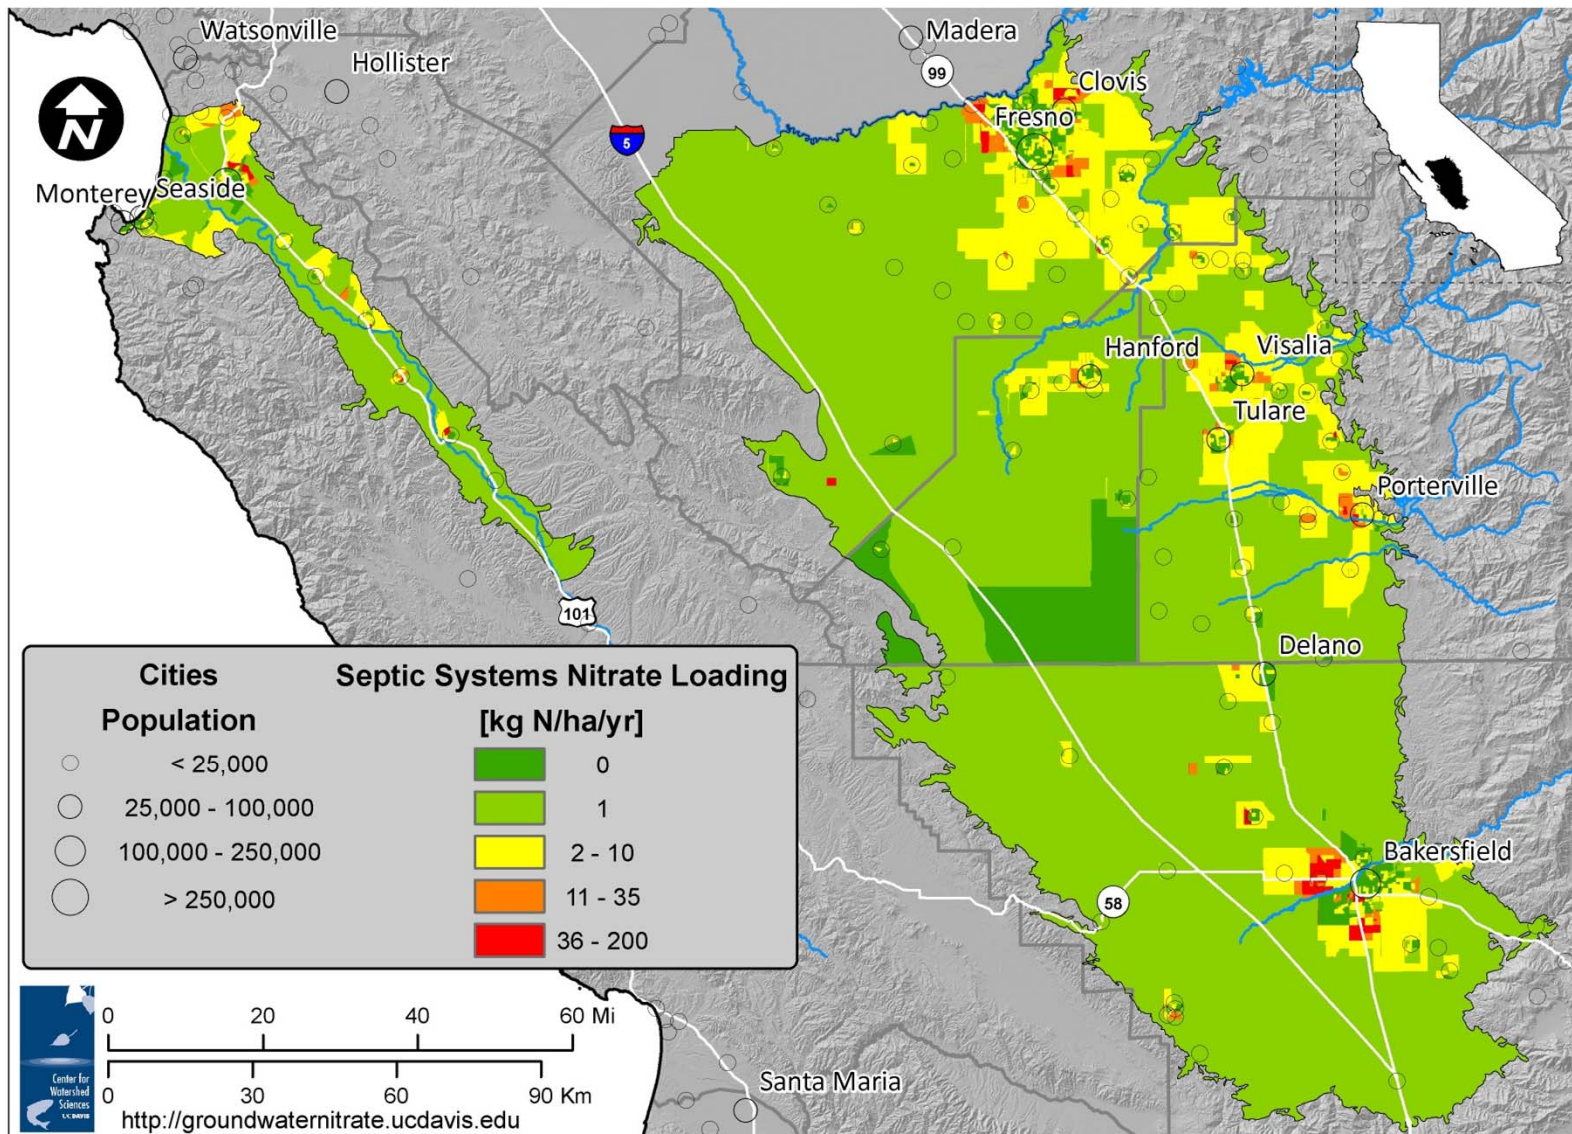 Watsonville
Hollister
Madera
99
Clovis
Fresno
5
N
Monterey
Seaside
Hanford
Visalia
Tulare
Porterville
101
Delano
Bakersfield
58
Santa Maria
Cities
Population
< 25,000
25,000 - 100,000
100,000 - 250,000
> 250,000
Septic Systems Nitrate Loading
[kg N/ha/yr]
0
1
2 - 10
11 - 35
36 - 200
Center for
Watershed
Sciences
UC DAVIS
0 20 40 60 Mi
0 30 60 90 Km
http://groundwaternitrate.ucdavis.edu